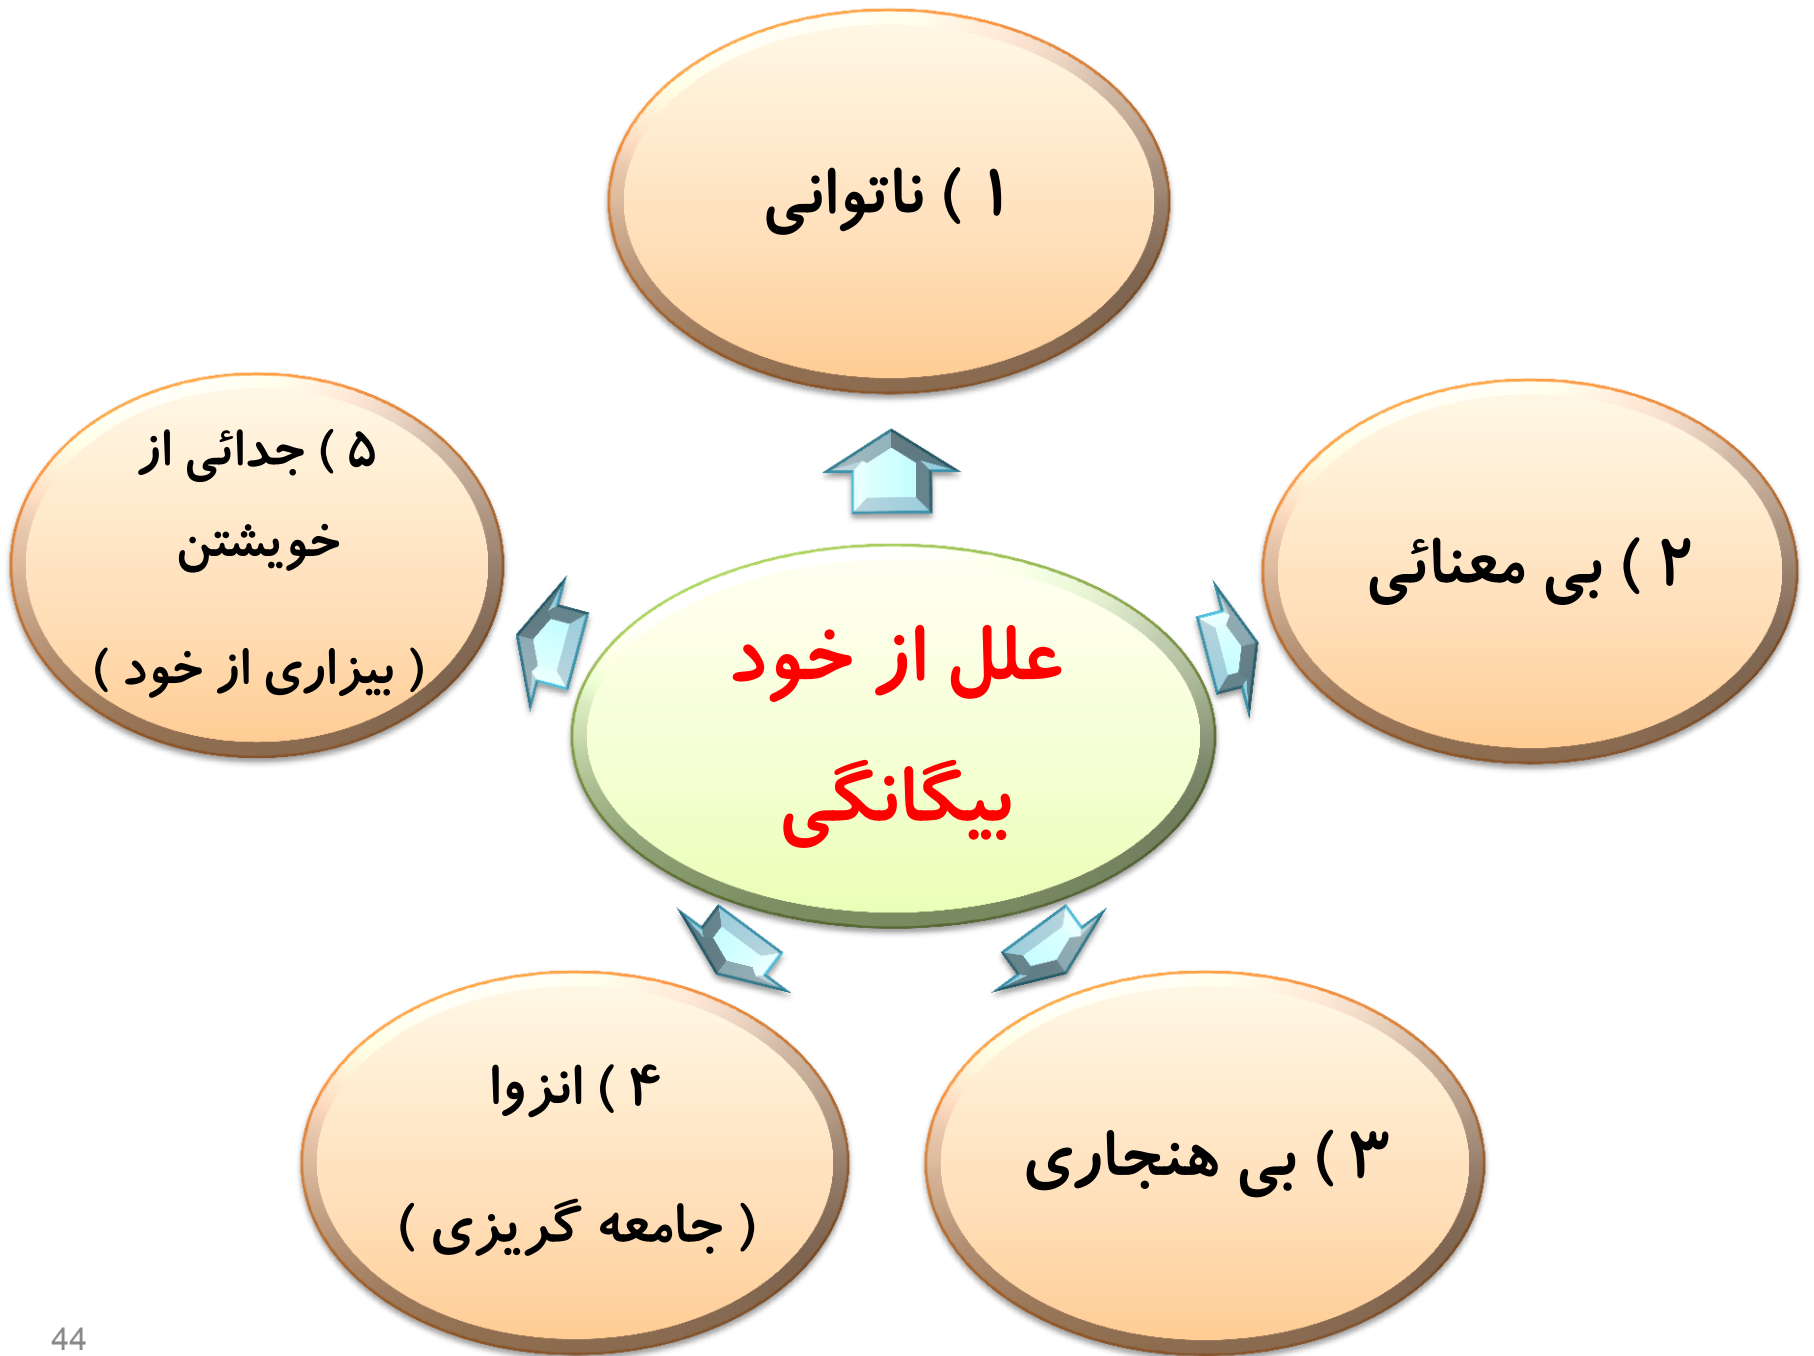 ۱ ) ناتوانی
۲ ) بی معنائی
۳ ) بی هنجاری
۴ ) انزوا
( جامعه گریزی )
۵ ) جدائی از
خویشتن
( بیزاری از خود )
علل از خود
بیگانگی
44